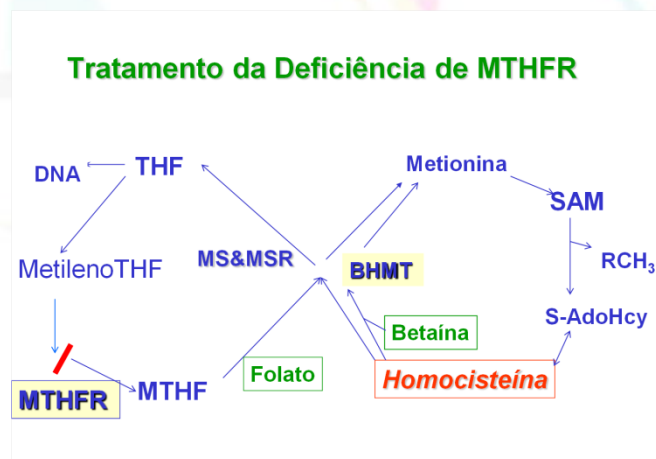 Tratamento da Deficiência de MTHFR
DNA
THF
Metionina
SAM
MetilenoTHF
MS&MSR
BHMT
RCH3
S-AdoHcy
Betaína
Folato
Homocisteína
MTHFR
MTHF